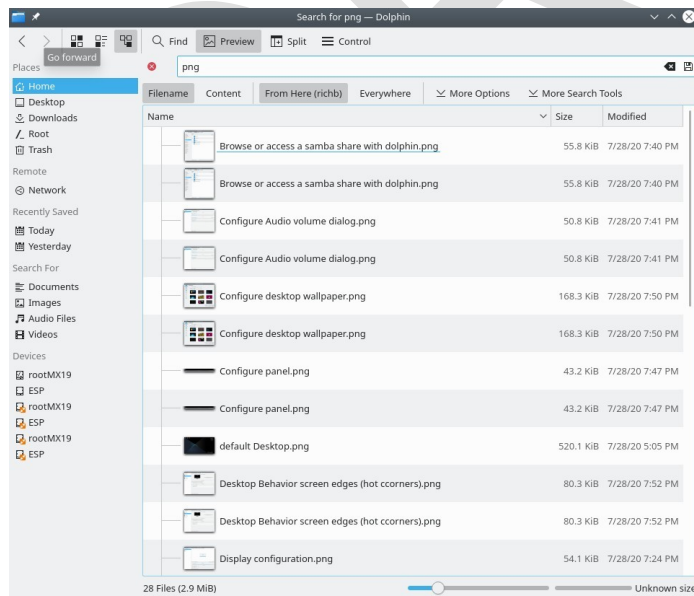 Search for png — Dolphin
Find Preview Split Control
Go forward
Places
Home
Desktop
Downloads
Root
Trash
Remote
Network
Recently Saved
Today
Yesterday
Search For
Documents
Images
Audio Files
Videos
Devices
rootMX19
ESP
rootMX19
ESP
rootMX19
ESP
png
Filename Content From Here (richb) Everywhere More Options More Search Tools
Name Size Modified
Browse or access a samba share with dolphin.png 55.8 KiB 7/28/20 7:40 PM
Browse or access a samba share with dolphin.png 55.8 KiB 7/28/20 7:40 PM
Configure Audio volume dialog.png 50.8 KiB 7/28/20 7:41 PM
Configure Audio volume dialog.png 50.8 KiB 7/28/20 7:41 PM
Configure desktop wallpaper.png 168.3 KiB 7/28/20 7:50 PM
Configure desktop wallpaper.png 168.3 KiB 7/28/20 7:50 PM
Configure panel.png 43.2 KiB 7/28/20 7:47 PM
Configure panel.png 43.2 KiB 7/28/20 7:47 PM
default Desktop.png 520.1 KiB 7/28/20 5:05 PM
Desktop Behavior screen edges (hot ccorners).png 80.3 KiB 7/28/20 7:52 PM
Desktop Behavior screen edges (hot ccorners).png 80.3 KiB 7/28/20 7:52 PM
Display configuration.png 54.1 KiB 7/28/20 7:24 PM
28 Files (2.9 MiB) Unknown size